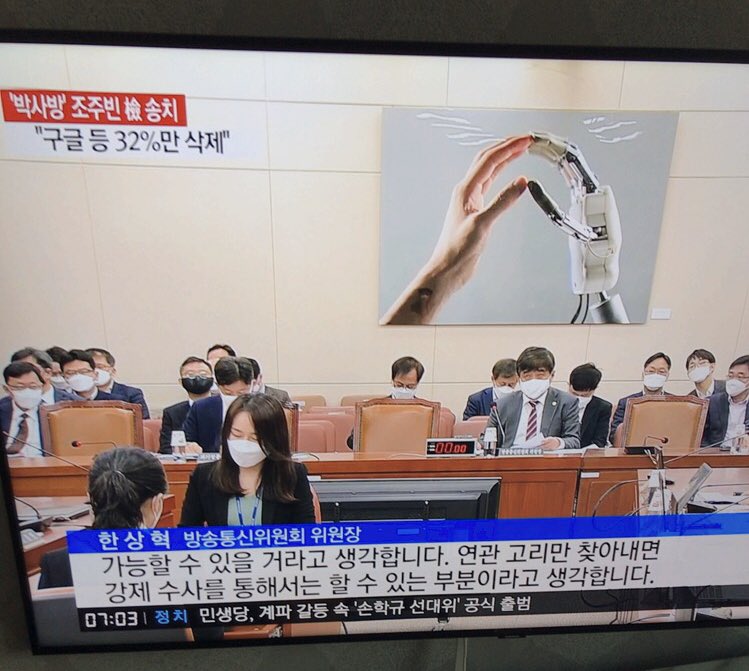 '박사방' 조주빈 檢 송치
"구글 등 32%만 삭제"
00:00
한상혁 방송통신위원회 위원장
가능할 수 있을 거라고 생각합니다. 연관 고리만 찾아내면
강제 수사를 통해서는 할 수 있는 부분이라고 생각합니다.
07:03 정치 민생당, 계파 갈등 속 '손학규 선대위' 공식 출범